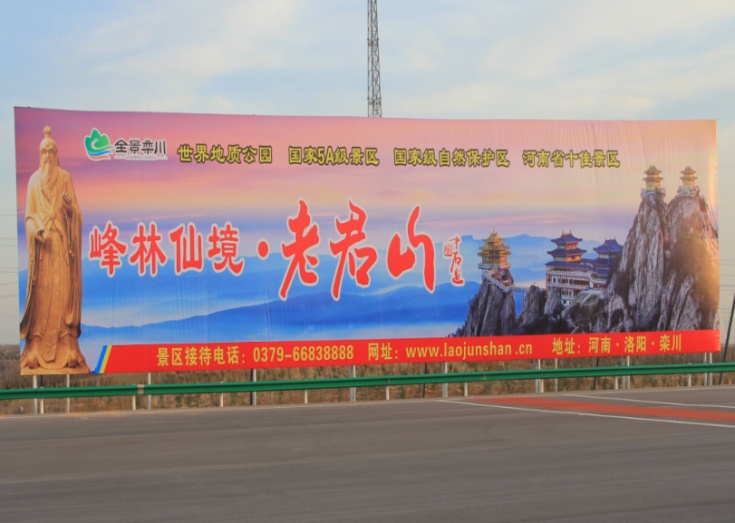 全景栾川
世界地质公园 国家5A级景区 国家级自然保护区 河南省十佳景区
峰林仙境·老君山
景区接待电话：0379-66838888 网址：www.laojunshan.cn 地址：河南·洛阳·栾川